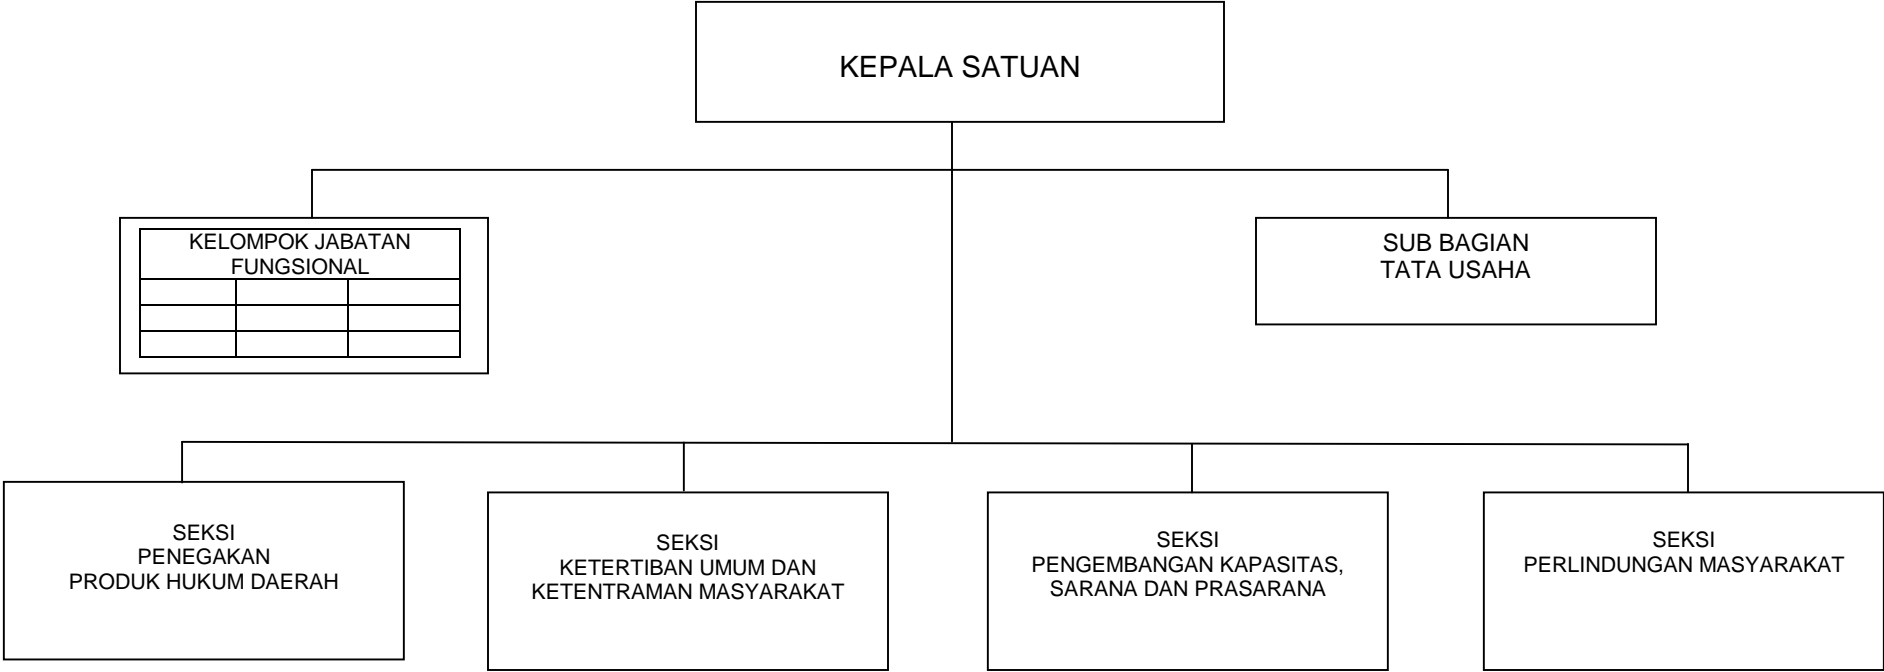 KEPALA SATUAN
KELOMPOK JABATAN
FUNGSIONAL
SUB BAGIAN
TATA USAHA
SEKSI
PENEGAKAN
PRODUK HUKUM DAERAH
SEKSI
KETERTIBAN UMUM DAN
KETENTRAMAN MASYARAKAT
SEKSI
PENGEMBANGAN KAPASITAS,
SARANA DAN PRASARANA
SEKSI
PERLINDUNGAN MASYARAKAT